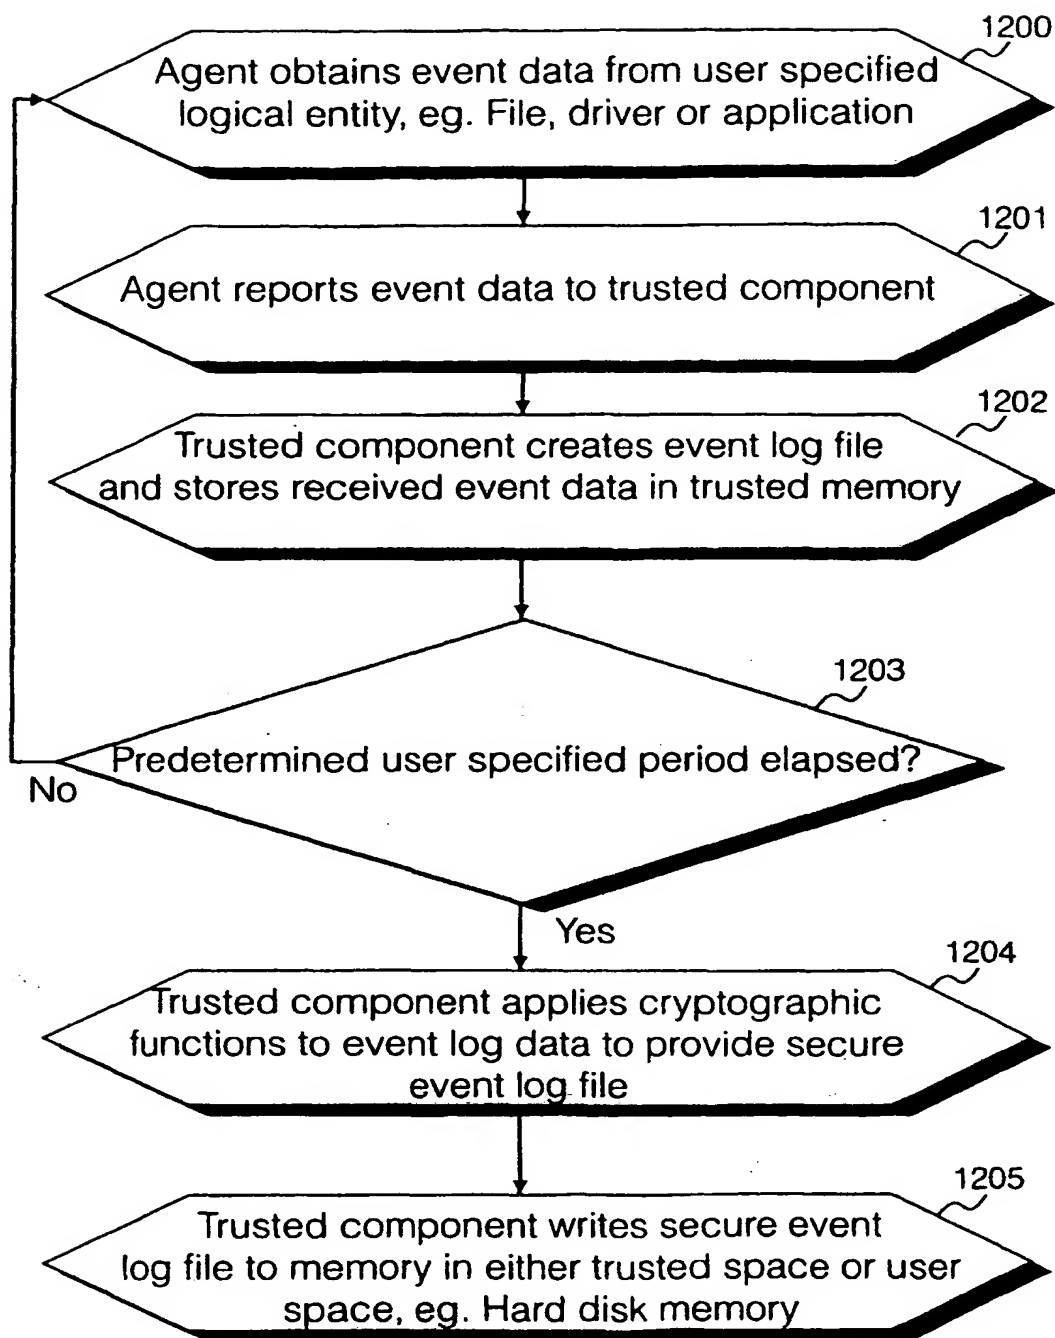 1200
Agent obtains event data from user specified
logical entity, eg. File, driver or application
1201
Agent reports event data to trusted component
1202
Trusted component creates event log file
and stores received event data in trusted memory
1203
Predetermined user specified period elapsed?
No
Yes
1204
Trusted component applies cryptographic
functions to event log data to provide secure
event log file
1205
Trusted component writes secure event
log file to memory in either trusted space or user
space, eg. Hard disk memory